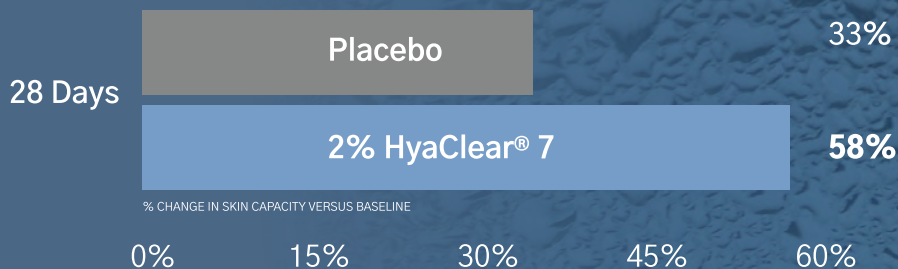 33%
Placebo
28 Days
2% HyaClear® 7
58%
% CHANGE IN SKIN CAPACITY VERSUS BASELINE
0% 15% 30% 45% 60%